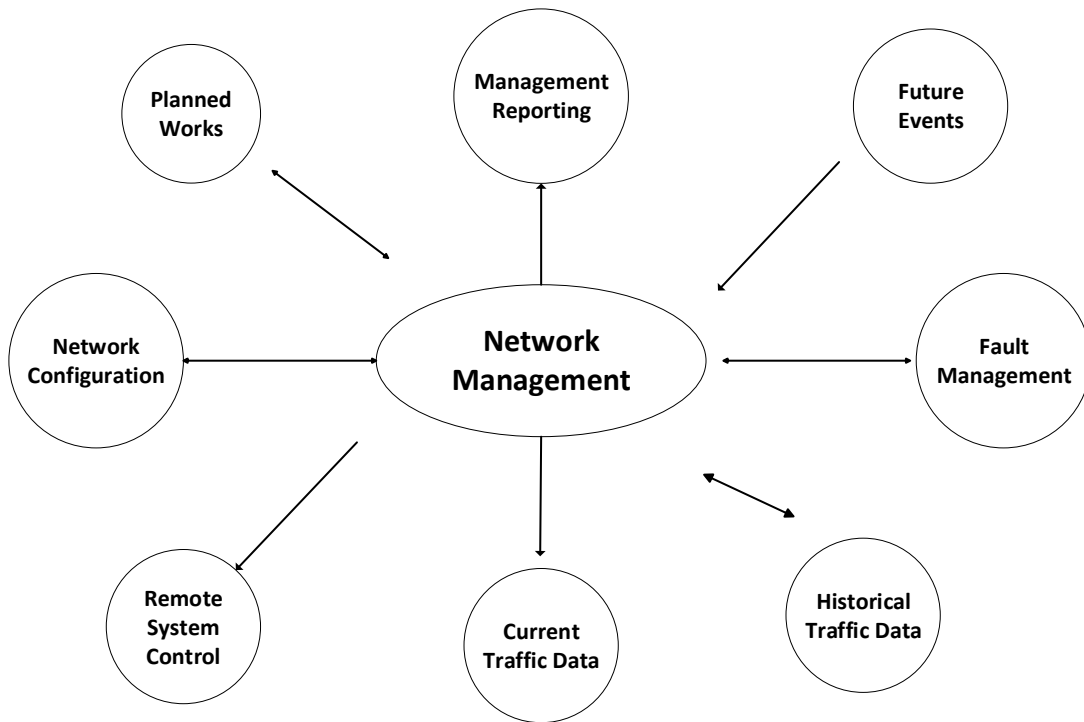 Planned
Works
Management
Reporting
Future
Events
Network
Configuration
Network
Management
Fault
Management
Remote
System
Control
Current
Traffic Data
Historical
Traffic Data